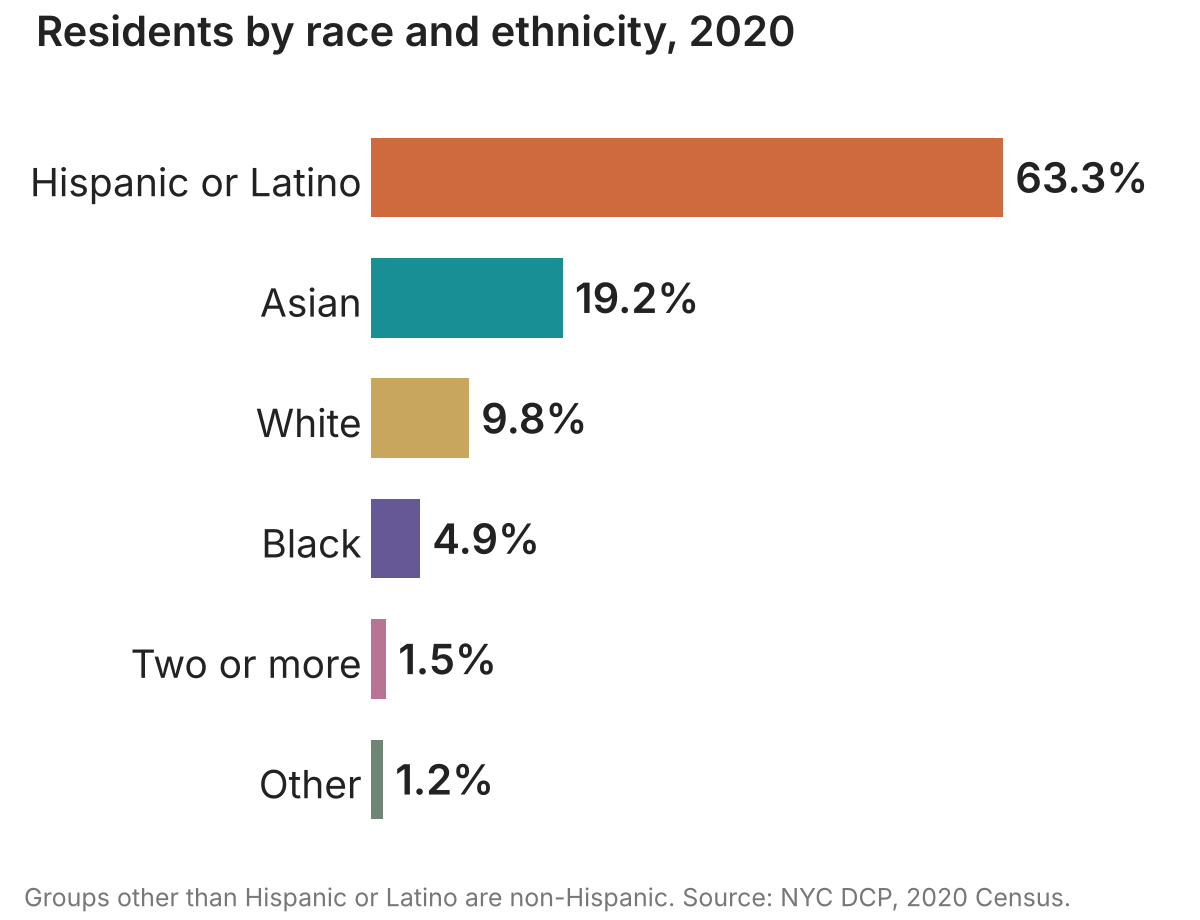 Residents by race and ethnicity, 2020
Hispanic or Latino 63.3%
Asian 19.2%
White 9.8%
Black 4.9%
Two or more 1.5%
Other 1.2%
Groups other than Hispanic or Latino are non-Hispanic. Source: NYC DCP, 2020 Census.